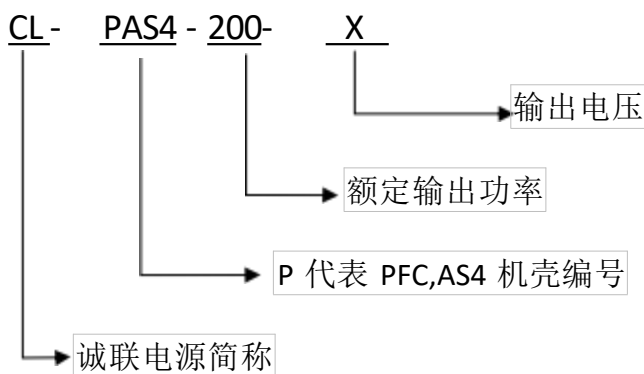 CL- PAS4 - 200- X
输出电压
额定输出功率
P 代表 PFC,AS4 机壳编号
诚联电源简称